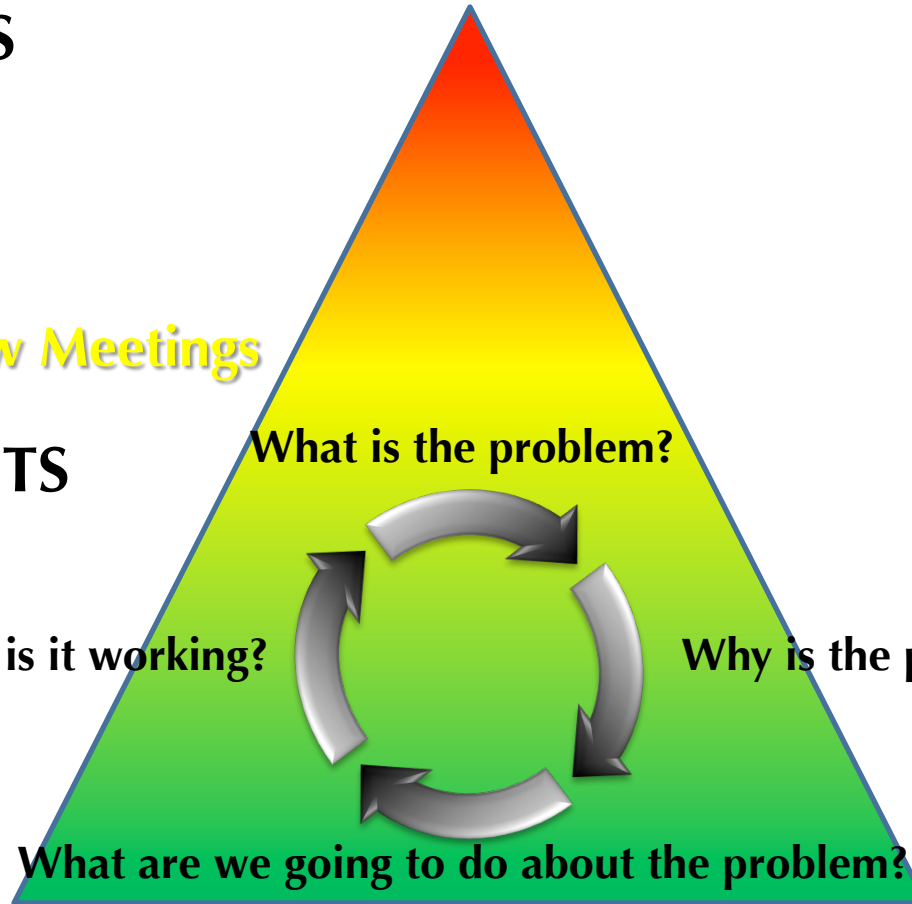 S
w Meetings
What is the problem?
TS
is it working?
Why is the p
What are we going to do about the problem?